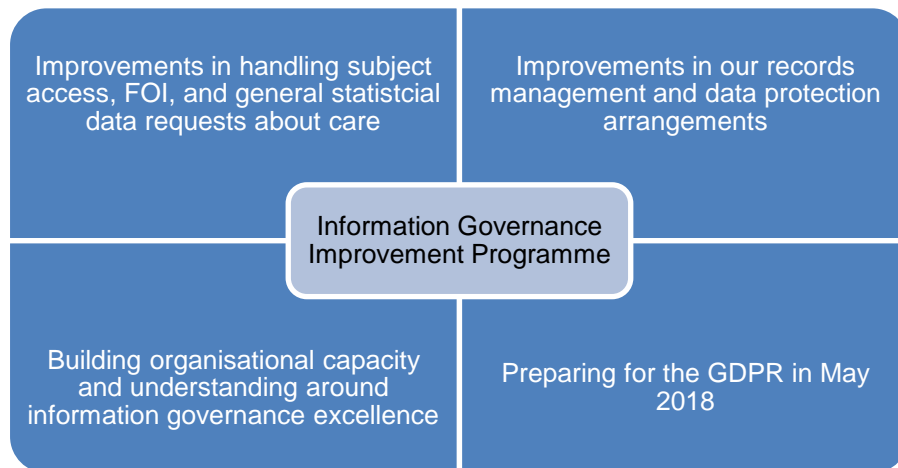 Improvements in handling subject
access, FOI, and general statistcial
data requests about care
Improvements in our records
management and data protection
arrangements
Information Governance
Improvement Programme
Building organisational capacity
and understanding around
information governance excellence
Preparing for the GDPR in May
2018